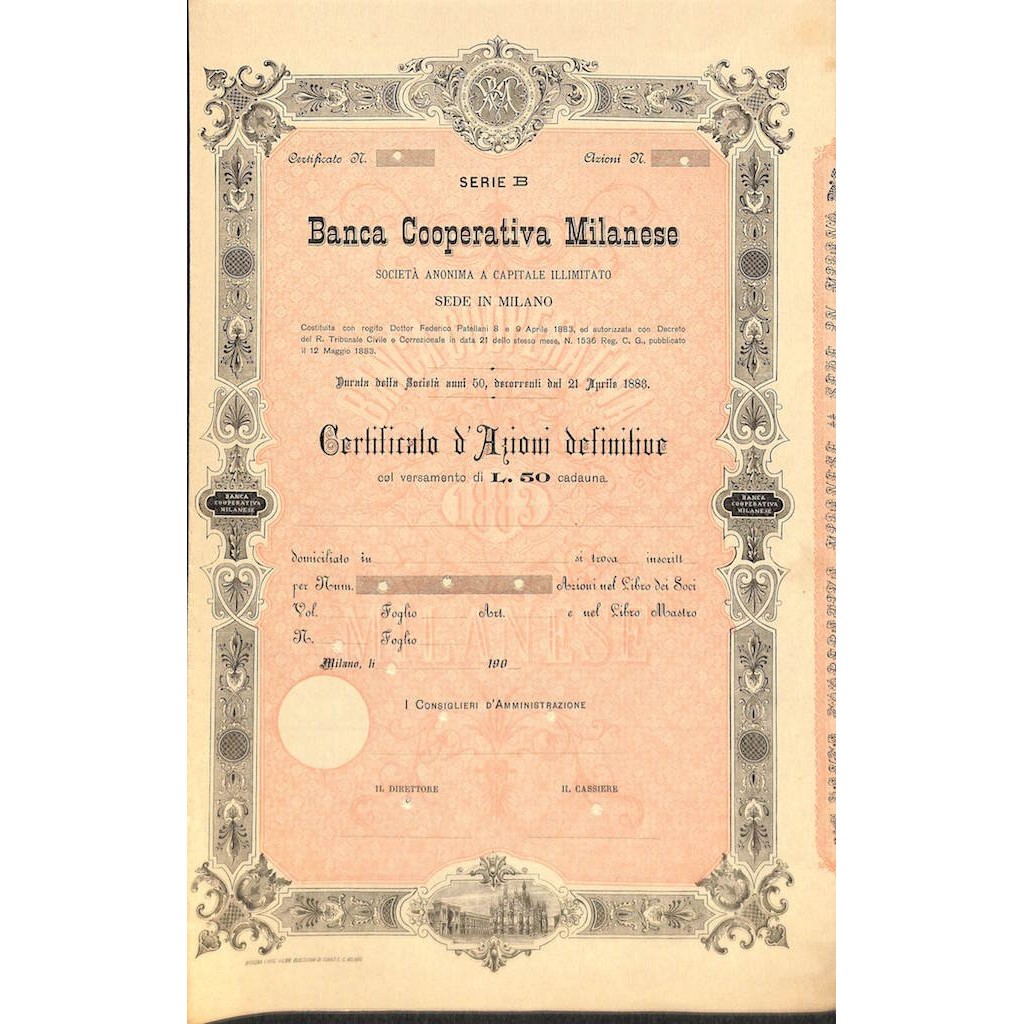 Certificato N.
Azioni N.
SERIE B
Banca Cooperativa Milanese
SOCIETÀ ANONIMA A CAPITALE ILLIMITATO
SEDE IN MILANO
Costituita con rogito Dottor Federico Patellani 8 e 9 Aprile 1883, ed autorizzata con Decreto
del R. Tribunale Civile e Correzionale in data 21 dello stesso mese, N. 1536 Reg. C. G., pubblicato
il 12 Maggio 1883.
Durata della Società anni 50, decorrenti dal 21 Aprile 1883.
BANCA COOPERATIVA
Certificato d'Azioni definitive
col versamento di L. 50 cadauna.
BANCA
COOPERATIVA
MILANESE
BANCA
COOPERATIVA
MILANESE
1883
domiciliato in si trova inscritt
per Num. Azioni nel Libro dei Soci
Vol. Foglio Art. e nel Libro Mastro
N. Foglio
MILANESE
Milano, li 190
I CONSIGLIERI D'AMMINISTRAZIONE
IL DIRETTORE
IL CASSIERE